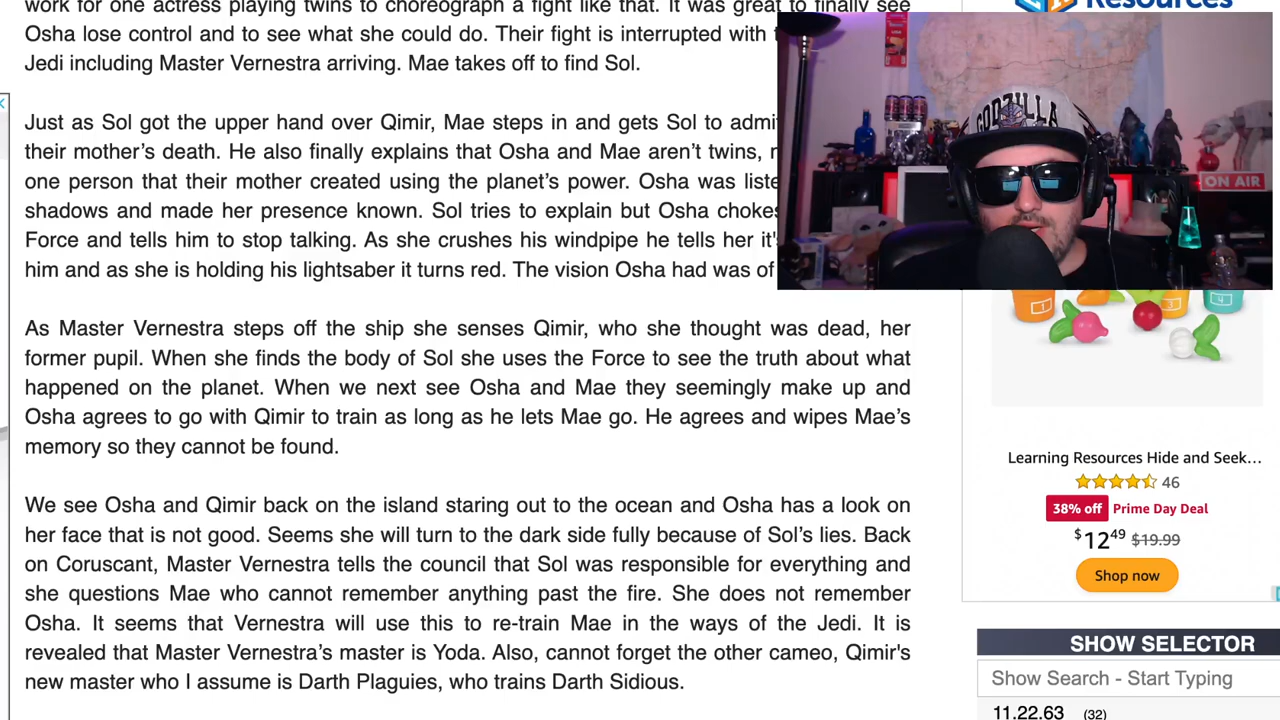 work for one actress playing twins to choreograph a fight like that. It was great to finally see
Osha lose control and to see what she could do. Their fight is interrupted with
Jedi including Master Vernestra arriving. Mae takes off to find Sol.
Just as Sol got the upper hand over Qimir, Mae steps in and gets Sol to
their mother's death. He also finally explains that Osha and Mae aren't twins,
one person that their mother created using the planet's power. Osha was
shadows and made her presence known. Sol tries to explain but Osha
Force and tells him to stop talking. As she crushes his windpipe he tells her
him and as she is holding his lightsaber it turns red. The vision Osha had was of
As Master Vernestra steps off the ship she senses Qimir, who she thought was dead, her
former pupil. When she finds the body of Sol she uses the Force to see the truth about what
happened on the planet. When we next see Osha and Mae they seemingly make up and
Osha agrees to go with Qimir to train as long as he lets Mae go. He agrees and wipes Mae's
memory so they cannot be found.
We see Osha and Qimir back on the island staring out to the ocean and Osha has a look on
her face that is not good. Seems she will turn to the dark side fully because of Sol's lies. Back
on Coruscant, Master Vernestra tells the council that Sol was responsible for everything and
she questions Mae who cannot remember anything past the fire. She does not remember
Osha. It seems that Vernestra will use this to re-train Mae in the ways of the Jedi. It is
revealed that Master Vernestra's master is Yoda. Also, cannot forget the other cameo, Qimir's
new master who I assume is Darth Plaguies, who trains Darth Sidious.
Resources
GODZILLA
ON AIR
1
3
4
Learning Resources Hide and Seek…
46
38% off Prime Day Deal
$12⁴⁹ $19.99
Shop now
SHOW SELECTOR
Show Search - Start Typing
11.22.63 (32)